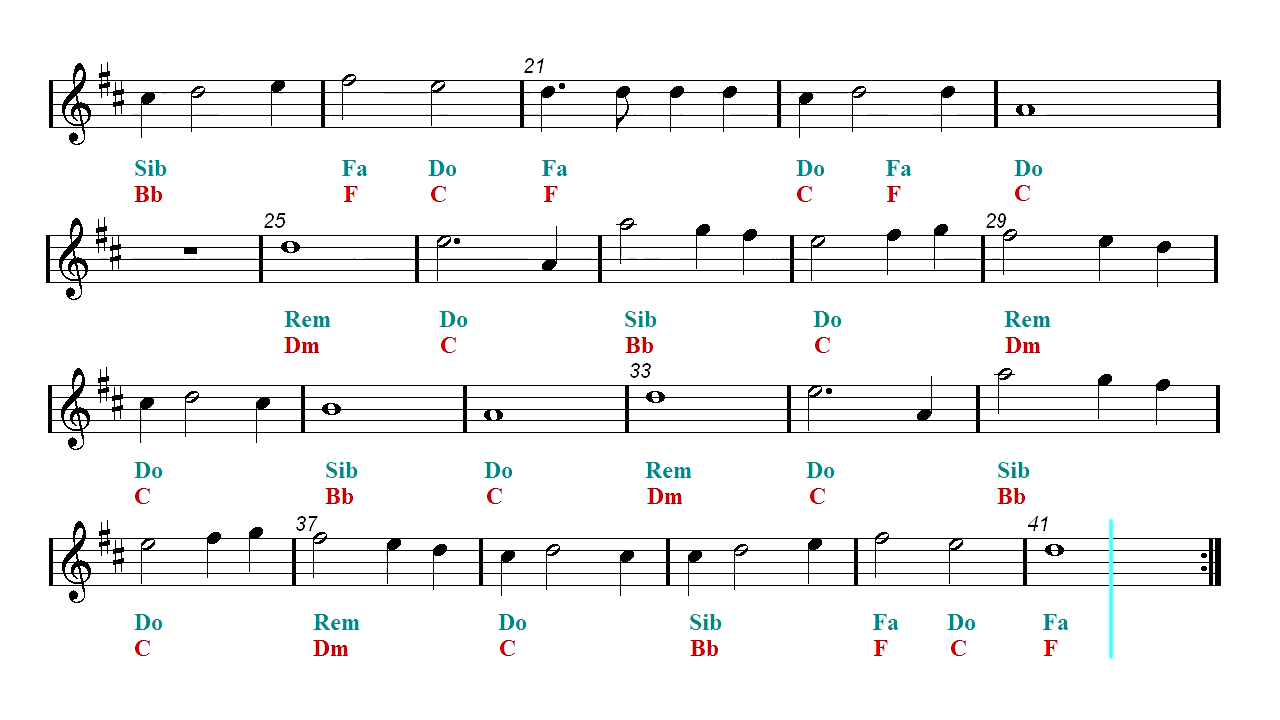 21
Sib Fa Do Fa Do Fa Do
Bb F C F C F C
25 29
Rem Do Sib Do Rem
Dm C Bb C Dm
33
Do Sib Do Rem Do Sib
C Bb C Dm C Bb
37 41
Do Rem Do Sib Fa Do Fa
C Dm C Bb F C F